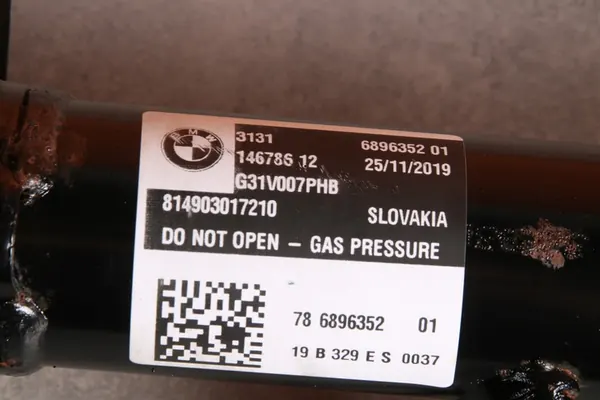 BMW
3131 6896352 01
146786 12 25/11/2019
G31V007PHB
814903017210 SLOVAKIA
DO NOT OPEN – GAS PRESSURE
78 6896352 01
19 B 329 E S 0037